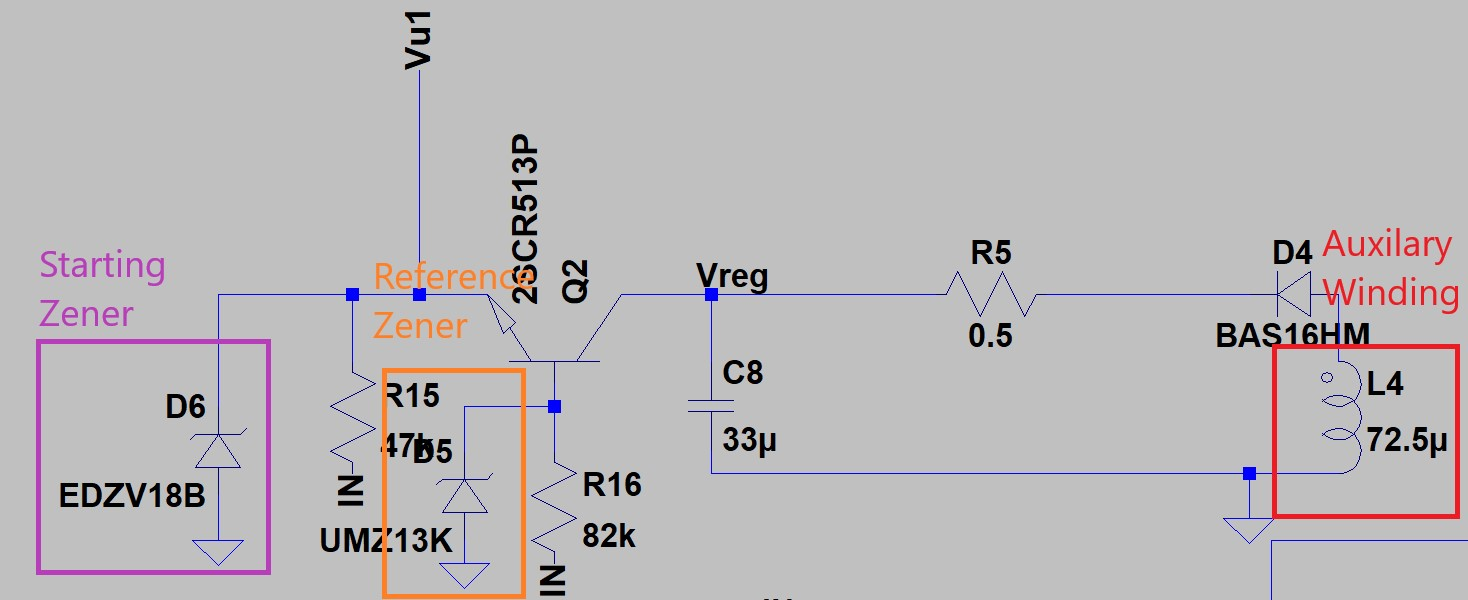 Vu1
2SCR513P
Q2
Starting
Zener
Reference
Zener
Vreg
R5
0.5
D4
BAS16HM
Auxilary
Winding
D6
EDZV18B
R15
47k
IN
D5
UMZ13K
R16
82k
IN
C8
33µ
L4
72.5µ